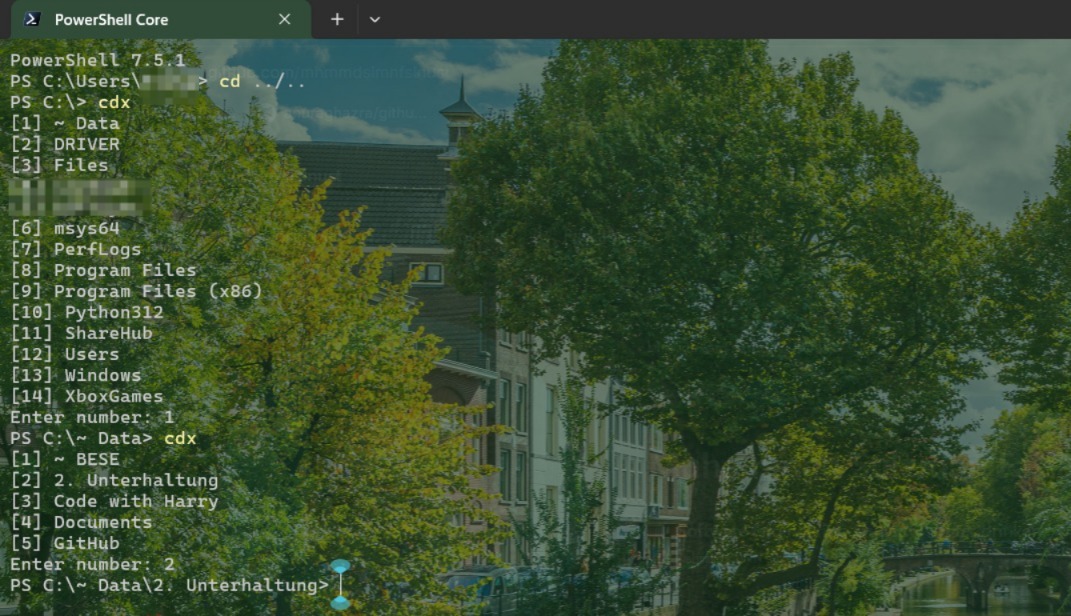 PowerShell Core
PowerShell 7.5.1
PS C:\Users\ > cd ../..
PS C:\> cdx
[1] ~ Data
[2] DRIVER
[3] Files
[6] msys64
[7] PerfLogs
[8] Program Files
[9] Program Files (x86)
[10] Python312
[11] ShareHub
[12] Users
[13] Windows
[14] XboxGames
Enter number: 1
PS C:\~ Data> cdx
[1] ~ BESE
[2] 2. Unterhaltung
[3] Code with Harry
[4] Documents
[5] GitHub
Enter number: 2
PS C:\~ Data\2. Unterhaltung>